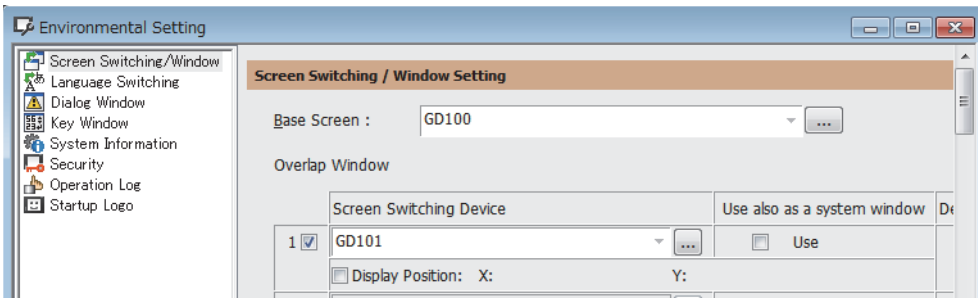 Environmental Setting
Screen Switching/Window
Language Switching
Dialog Window
Key Window
System Information
Security
Operation Log
Startup Logo
Screen Switching / Window Setting
Base Screen : GD100 ...
Overlap Window
Screen Switching Device Use also as a system window
1 GD101 ... Use
Display Position: X: Y: